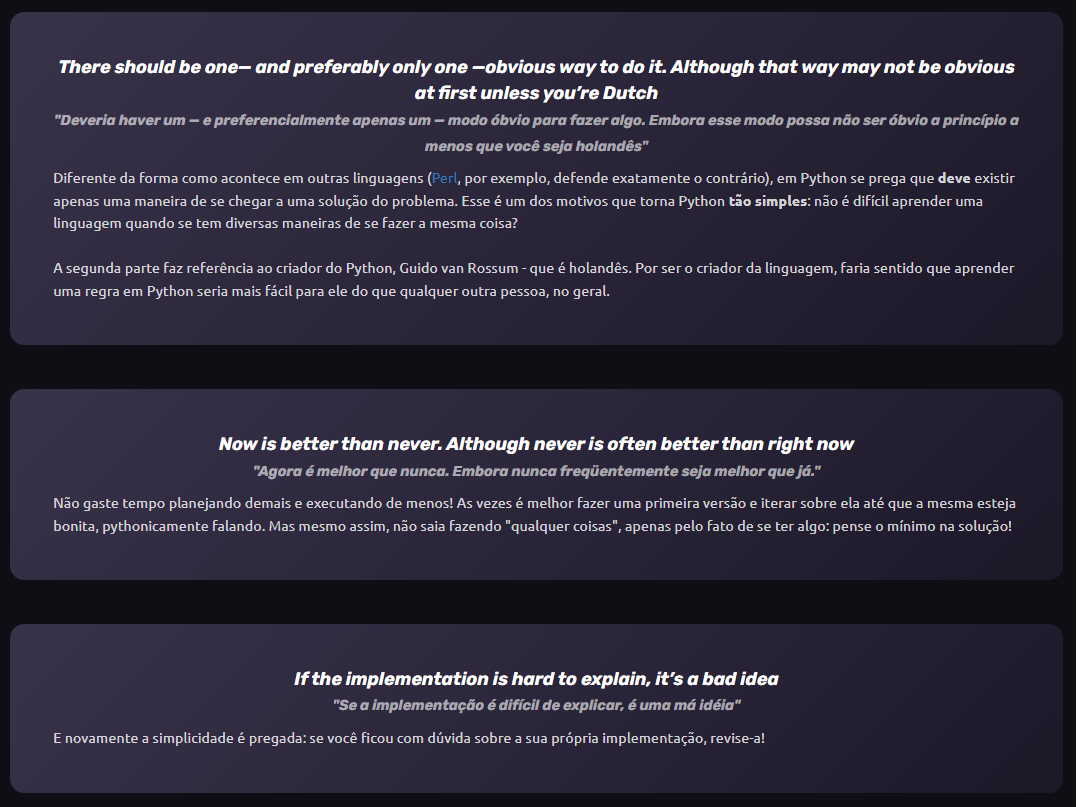 There should be one— and preferably only one —obvious way to do it. Although that way may not be obvious
at first unless you’re Dutch
"Deveria haver um — e preferencialmente apenas um — modo óbvio para fazer algo. Embora esse modo possa não ser óbvio a princípio a
menos que você seja holandês"
Diferente da forma como acontece em outras linguagens (Perl, por exemplo, defende exatamente o contrário), em Python se prega que deve existir
apenas uma maneira de se chegar a uma solução do problema. Esse é um dos motivos que torna Python tão simples: não é difícil aprender uma
linguagem quando se tem diversas maneiras de se fazer a mesma coisa?
A segunda parte faz referência ao criador do Python, Guido van Rossum - que é holandês. Por ser o criador da linguagem, faria sentido que aprender
uma regra em Python seria mais fácil para ele do que qualquer outra pessoa, no geral.
Now is better than never. Although never is often better than right now
"Agora é melhor que nunca. Embora nunca freqüentemente seja melhor que já."
Não gaste tempo planejando demais e executando de menos! As vezes é melhor fazer uma primeira versão e iterar sobre ela até que a mesma esteja
bonita, pythonicamente falando. Mas mesmo assim, não saia fazendo "qualquer coisas", apenas pelo fato de se ter algo: pense o mínimo na solução!
If the implementation is hard to explain, it’s a bad idea
"Se a implementação é difícil de explicar, é uma má idéia"
E novamente a simplicidade é pregada: se você ficou com dúvida sobre a sua própria implementação, revise-a!